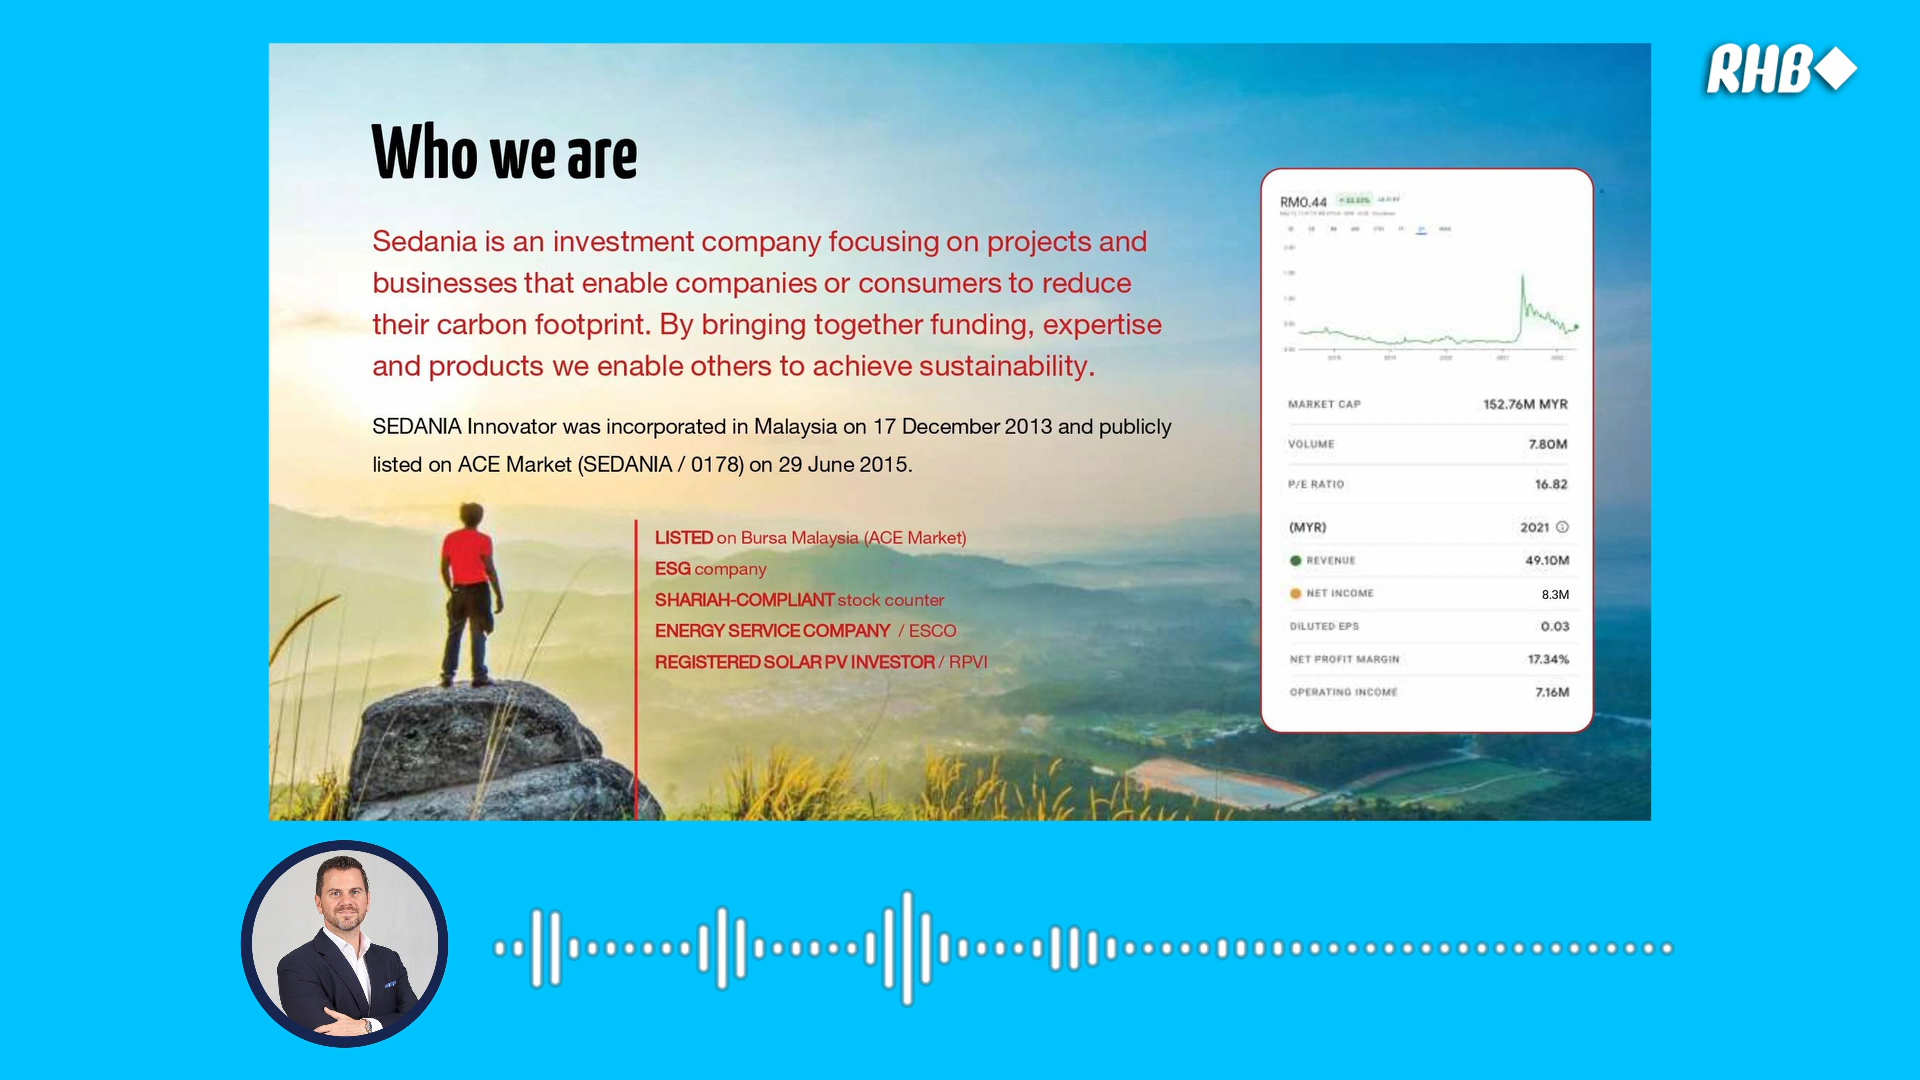 RHB
Who we are
Sedania is an investment company focusing on projects and
businesses that enable companies or consumers to reduce
their carbon footprint. By bringing together funding, expertise
and products we enable others to achieve sustainability.
SEDANIA Innovator was incorporated in Malaysia on 17 December 2013 and publicly
listed on ACE Market (SEDANIA / 0178) on 29 June 2015.
LISTED on Bursa Malaysia (ACE Market)
ESG company
SHARIAH-COMPLIANT stock counter
ENERGY SERVICE COMPANY / ESCO
REGISTERED SOLAR PV INVESTOR / RPVI
RM0.44
MARKET CAP 152.76M MYR
VOLUME 7.80M
P/E RATIO 16.82
(MYR) 2021
REVENUE 49.10M
NET INCOME 8.3M
DILUTED EPS 0.03
NET PROFIT MARGIN 17.34%
OPERATING INCOME 7.16M